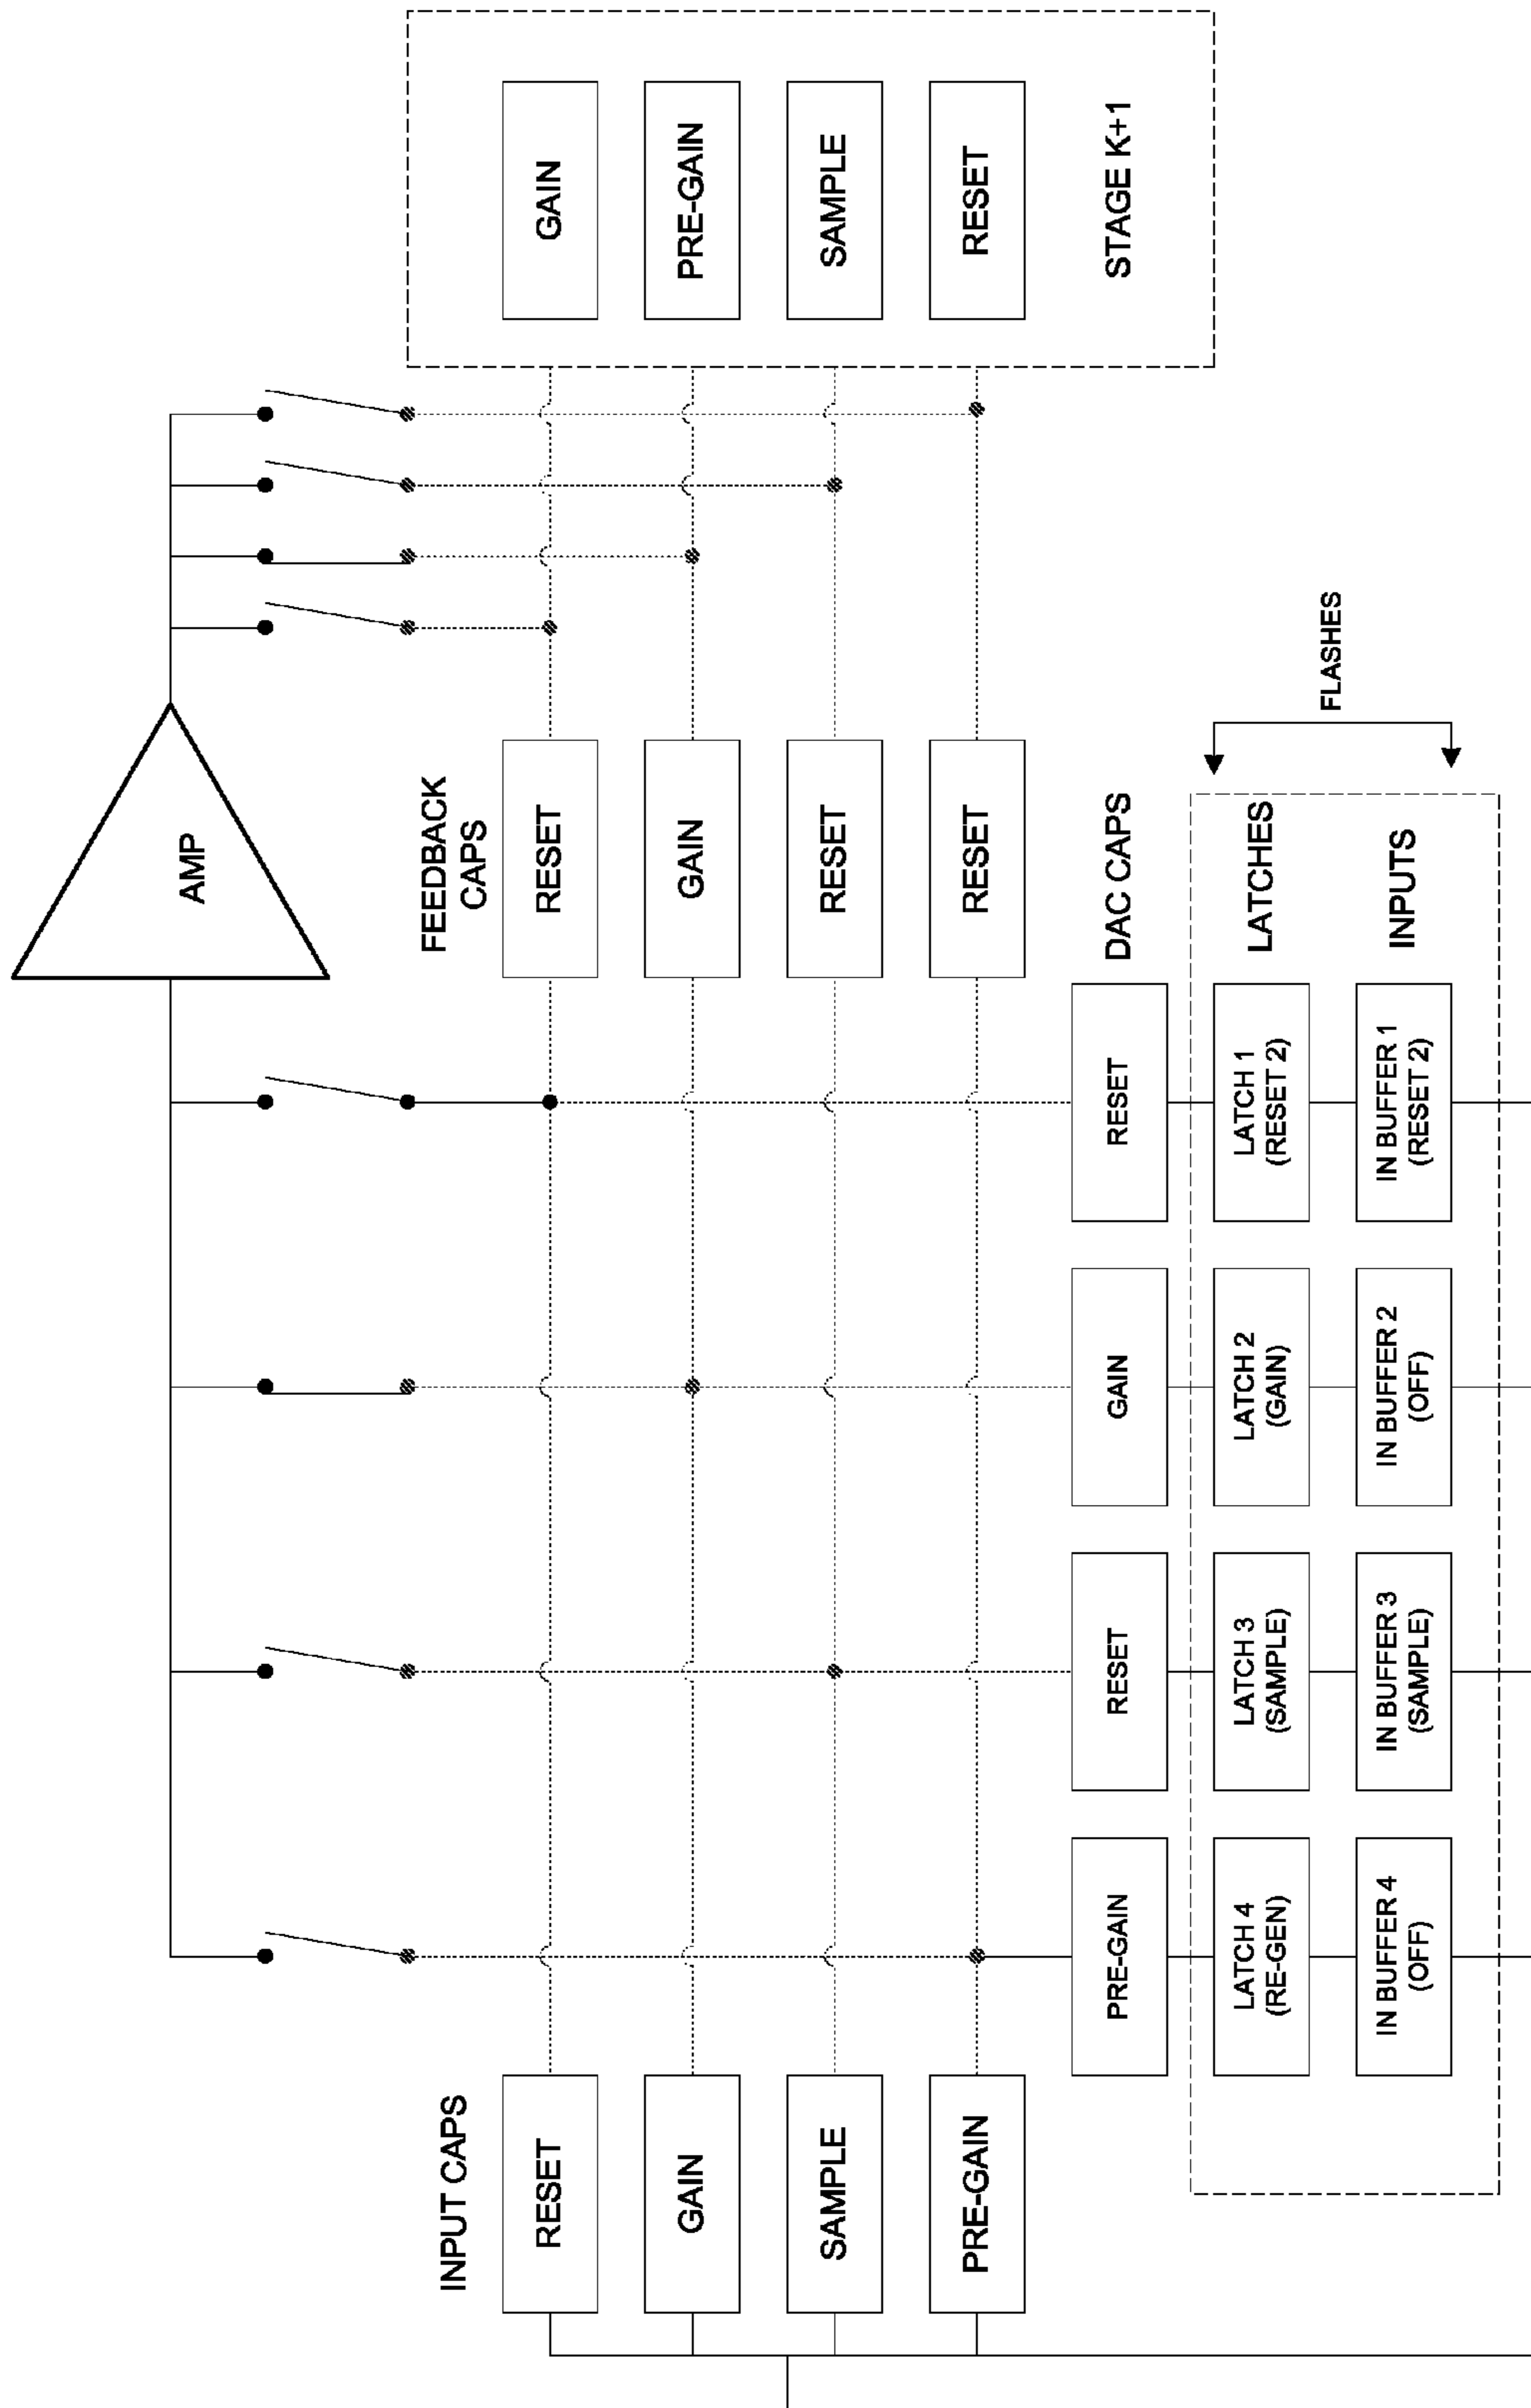 AMP
INPUT CAPS
FEEDBACK
CAPS
RESET
RESET
GAIN
GAIN
GAIN
PRE-GAIN
SAMPLE
RESET
SAMPLE
PRE-GAIN
RESET
RESET
STAGE K+1
PRE-GAIN
RESET
GAIN
RESET
DAC CAPS
LATCH 4
(RE-GEN)
LATCH 3
(SAMPLE)
LATCH 2
(GAIN)
LATCH 1
(RESET 2)
LATCHES
FLASHES
IN BUFFER 4
(OFF)
IN BUFFER 3
(SAMPLE)
IN BUFFER 2
(OFF)
IN BUFFER 1
(RESET 2)
INPUTS